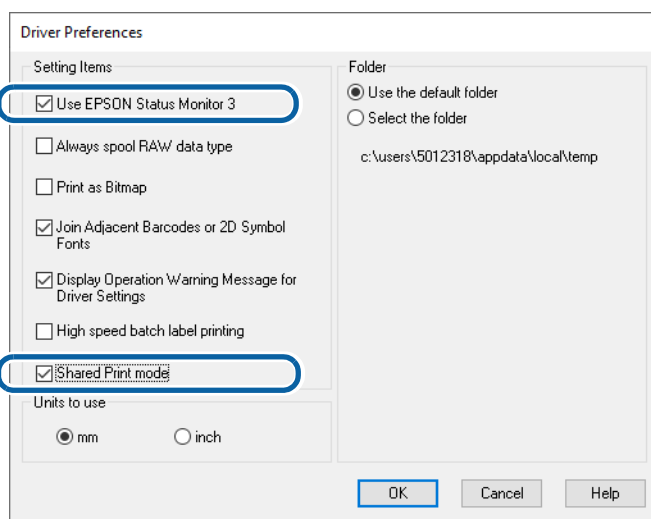 Driver Preferences
Setting Items
Use EPSON Status Monitor 3
Always spool RAW data type
Print as Bitmap
Join Adjacent Barcodes or 2D Symbol
Fonts
Display Operation Warning Message for
Driver Settings
High speed batch label printing
Shared Print mode
Units to use
mm
inch
Folder
Use the default folder
Select the folder
c:\users\5012318\appdata\local\temp
OK
Cancel
Help